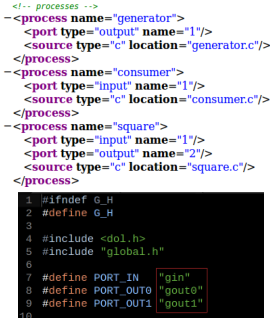 <!-- processes -->
−<process name="generator">
<port type="output" name="1"/>
<source type="c" location="generator.c"/>
</process>
−<process name="consumer">
<port type="input" name="1"/>
<source type="c" location="consumer.c"/>
</process>
−<process name="square">
<port type="input" name="1"/>
<port type="output" name="2"/>
<source type="c" location="square.c"/>
</process>
1 #ifndef G_H
2 #define G_H
3
4 #include <dol.h>
5 #include "global.h"
6
7 #define PORT_IN "gin"
8 #define PORT_OUT0 "gout0"
9 #define PORT_OUT1 "gout1"
10